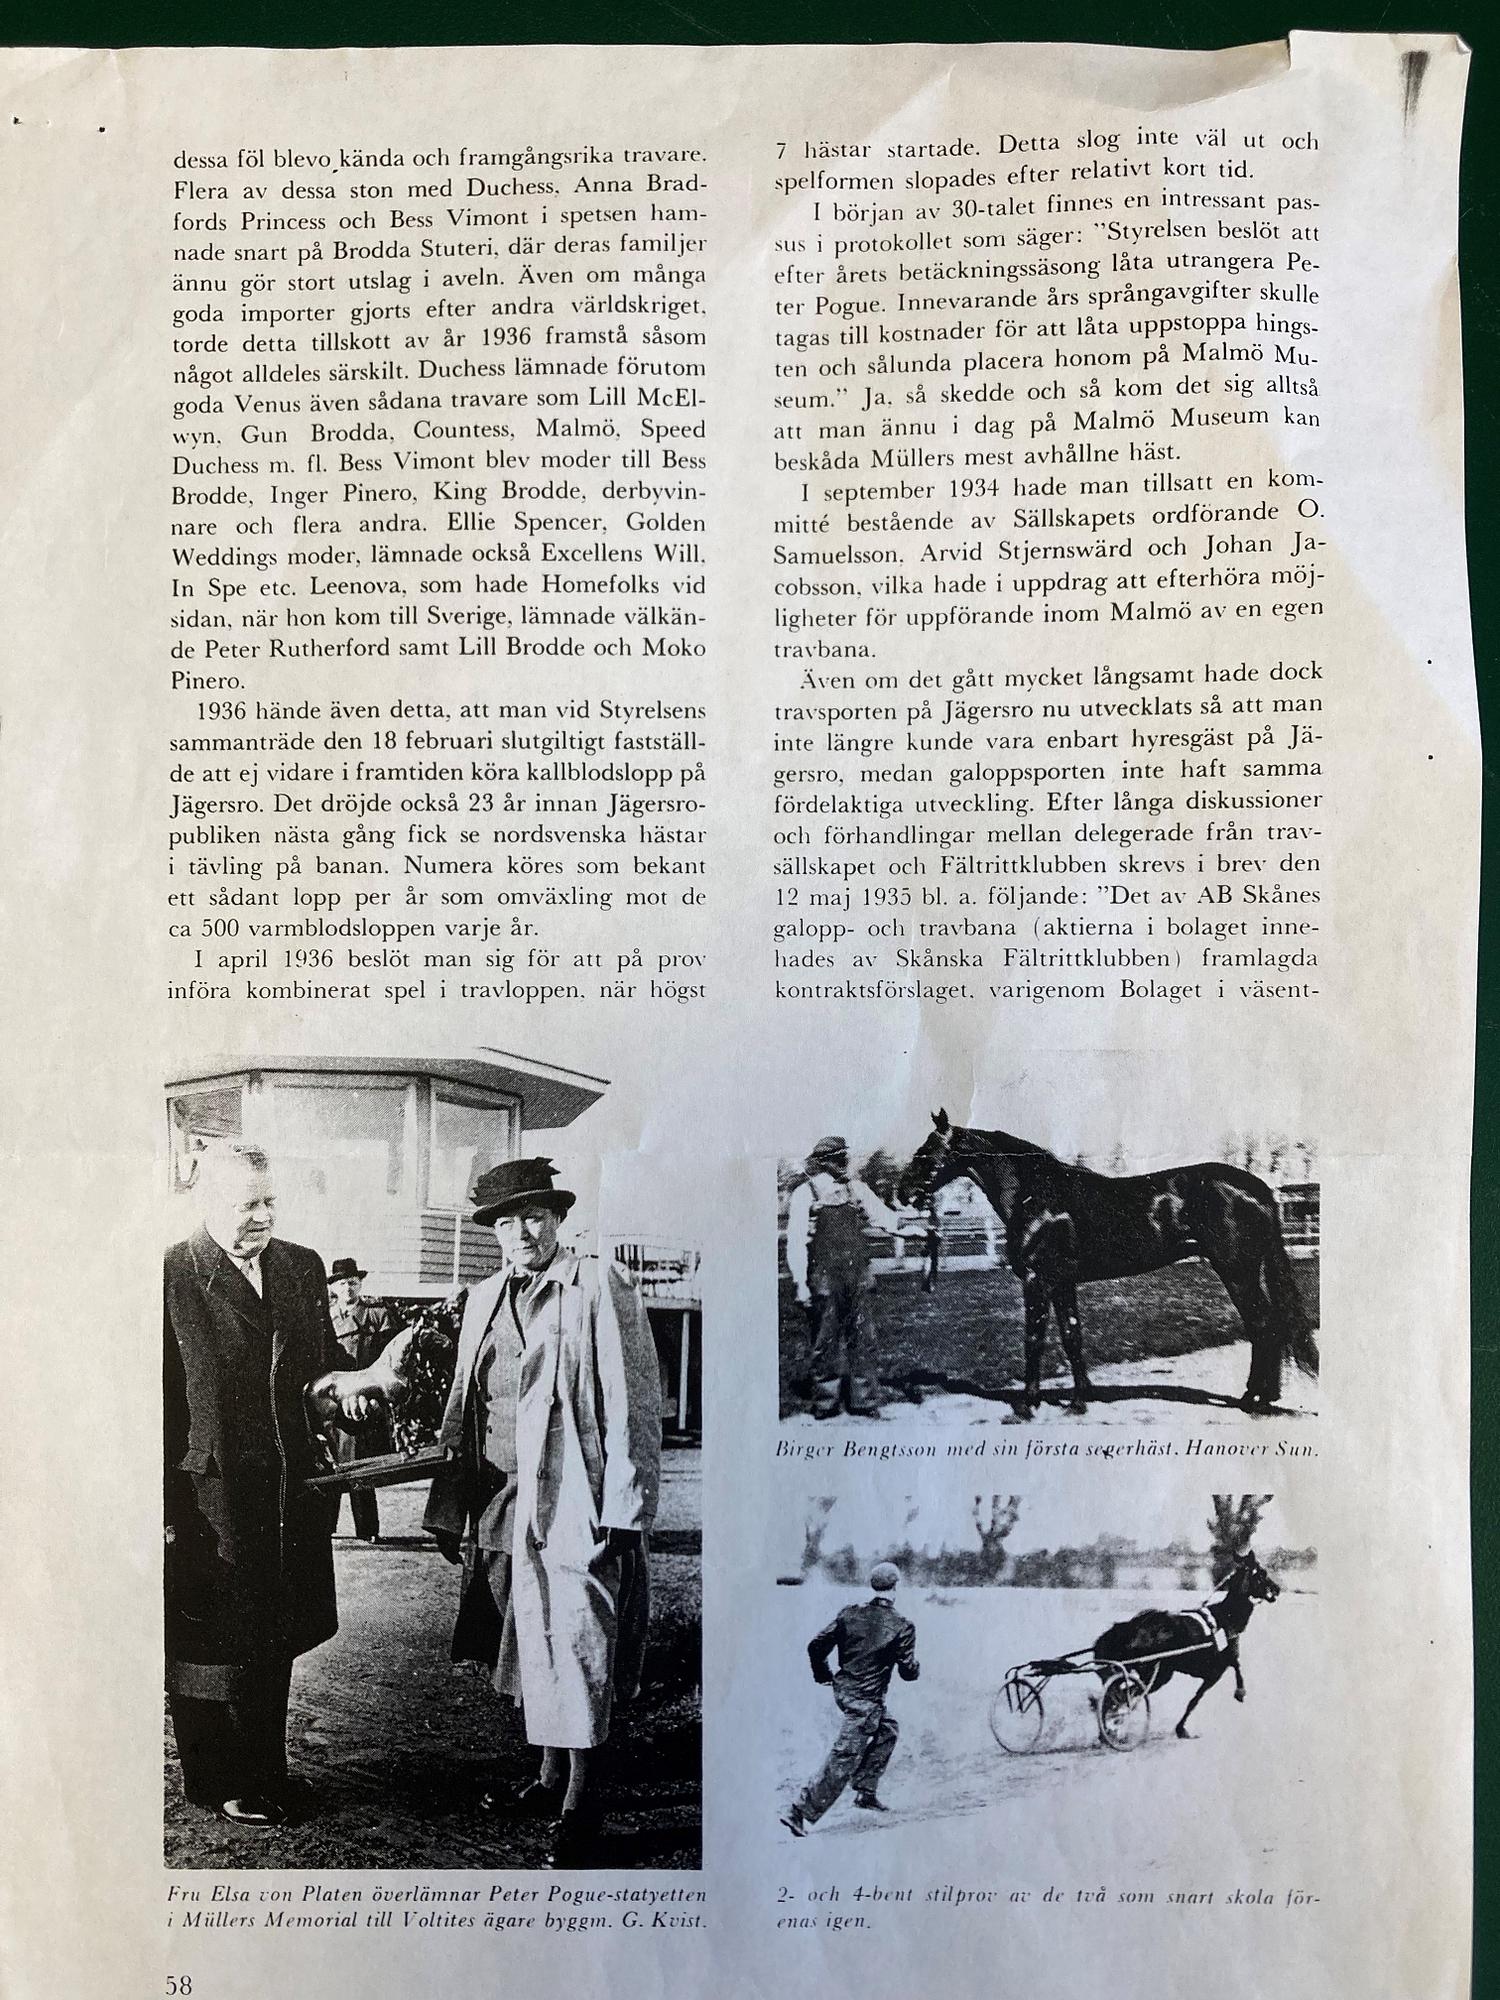 dessa föl blevo kända och framgångsrika travare.
Flera av dessa ston med Duchess, Anna Brad-
fords Princess och Bess Vimont i spetsen ham-
nade snart på Brodda Stuteri, där deras familjer
ännu gör stort utslag i aveln. Även om många
goda importer gjorts efter andra världskriget,
torde detta tillskott av år 1936 framstå såsom
något alldeles särskilt. Duchess lämnade förutom
goda Venus även sådana travare som Lill McEl-
wyn, Gun Brodda, Countess, Malmö, Speed
Duchess m. fl. Bess Vimont blev moder till Bess
Brodde, Inger Pinero, King Brodde, derbyvin-
nare och flera andra. Ellie Spencer, Golden
Weddings moder, lämnade också Excellens Will,
In Spe etc. Leenova, som hade Homefolks vid
sidan, när hon kom till Sverige, lämnade välkän-
de Peter Rutherford samt Lill Brodde och Moko
Pinero.
1936 hände även detta, att man vid Styrelsens
sammanträde den 18 februari slutgiltigt fastställ-
de att ej vidare i framtiden köra kallblodslopp på
Jägersro. Det dröjde också 23 år innan Jägersro-
publiken nästa gång fick se nordsvenska hästar
i tävling på banan. Numera köres som bekant
ett sådant lopp per år som omväxling mot de
ca 500 varmblodsloppen varje år.
I april 1936 beslöt man sig för att på prov
införa kombinerat spel i travloppen, när högst
7 hästar startade. Detta slog inte väl ut och
spelformen slopades efter relativt kort tid.
I början av 30-talet finnes en intressant pas-
sus i protokollet som säger: ”Styrelsen beslöt att
efter årets betäckningssäsong låta utrangera Pe-
ter Pogue. Innevarande års språngavgifter skulle
tagas till kostnader för att låta uppstoppa hings-
ten och sålunda placera honom på Malmö Mu-
seum.” Ja, så skedde och så kom det sig alltså
att man ännu i dag på Malmö Museum kan
beskåda Müllers mest avhållne häst.
I september 1934 hade man tillsatt en kom-
mitté bestående av Sällskapets ordförande O.
Samuelsson, Arvid Stjernswärd och Johan Ja-
cobsson, vilka hade i uppdrag att efterhöra möj-
ligheter för uppförande inom Malmö av en egen
travbana.
Även om det gått mycket långsamt hade dock
travsporten på Jägersro nu utvecklats så att man
inte längre kunde vara enbart hyresgäst på Jä-
gersro, medan galoppsporten inte haft samma
fördelaktiga utveckling. Efter långa diskussioner
och förhandlingar mellan delegerade från trav-
sällskapet och Fältrittklubben skrevs i brev den
12 maj 1935 bl. a. följande: ”Det av AB Skånes
galopp- och travbana (aktierna i bolaget inne-
hades av Skånska Fältrittklubben) framlagda
kontraktsförslaget, varigenom Bolaget i väsent-
Birger Bengtsson med sin första segerhäst, Hanover Sun.
Fru Elsa von Platen överlämnar Peter Pogue-statyetten
i Müllers Memorial till Voltites ägare byggm. G. Kvist.
2- och 4-bent stilprov av de två som snart skola för-
enas igen.
58